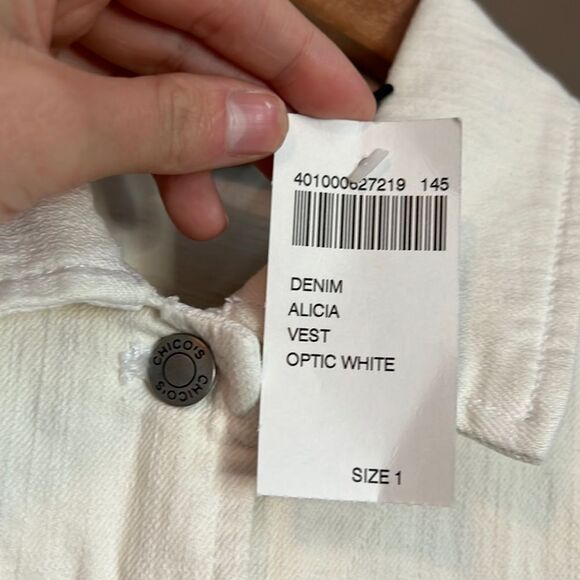 401000627219 145
DENIM
ALICIA
VEST
OPTIC WHITE
SIZE 1
CHICO'S
CHICO'S